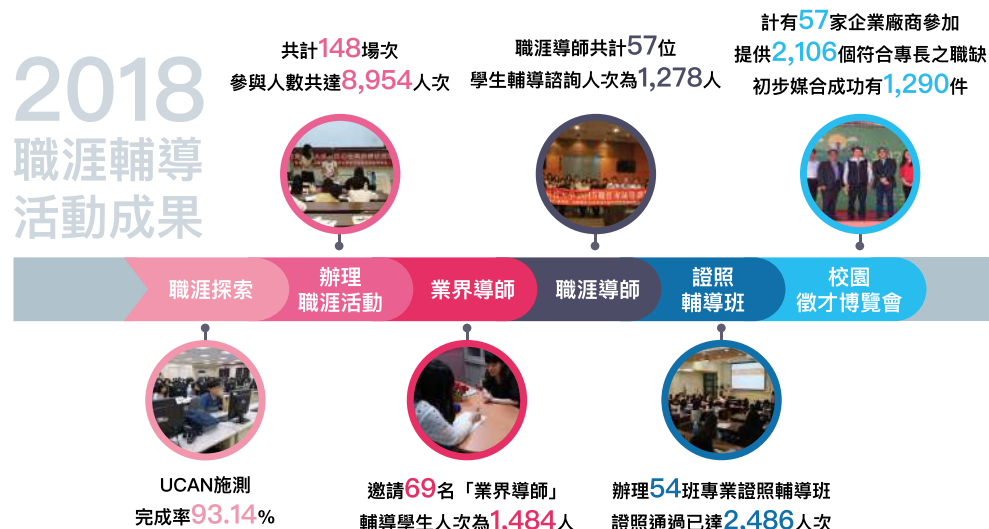 2018
職涯輔導
活動成果
共計148場次
參與人數共達8,954人次
職涯導師共計57位
學生輔導諮詢人次為1,278人
計有57家企業廠商參加
提供2,106個符合專長之職缺
初步媒合成功有1,290件
職涯探索
辦理
職涯活動
業界導師
職涯導師
證照
輔導班
校園
徵才博覽會
UCAN施測
完成率93.14%
邀請69名「業界導師」
輔導學生人次為1,484人
辦理54班專業證照輔導班
證照通過已達2,486人次